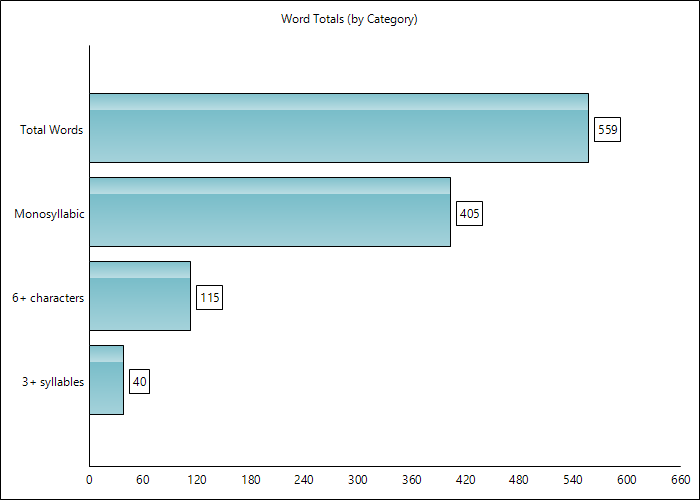 Word Totals (by Category)
Total Words
559
Monosyllabic
405
6+ characters
115
3+ syllables
40
0 60 120 180 240 300 360 420 480 540 600 660